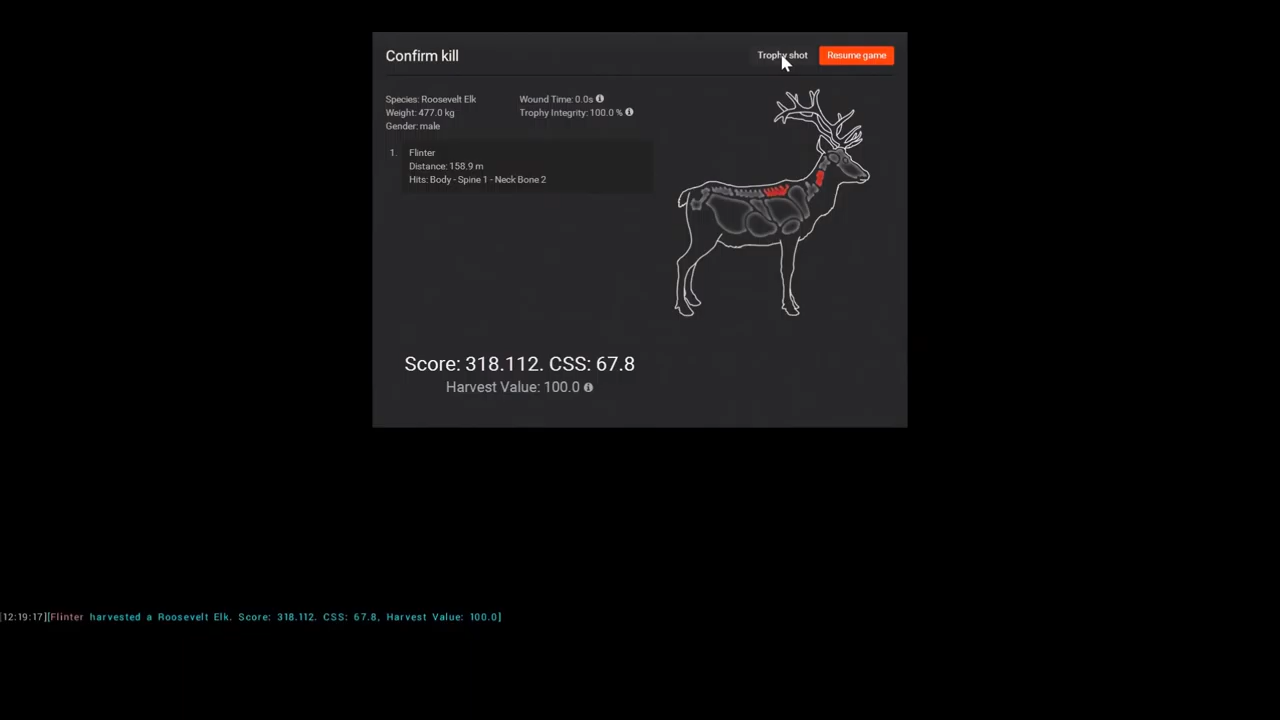 Confirm kill
Trophy shot
Resume game
Species: Roosevelt Elk
Weight: 477.0 kg
Gender: male
Wound Time: 0.0s
Trophy Integrity: 100.0 %
1.
Flinter
Distance: 158.9 m
Hits: Body - Spine 1 - Neck Bone 2
Score: 318.112. CSS: 67.8
Harvest Value: 100.0
[12:19:17][Flinter harvested a Roosevelt Elk. Score: 318.112. CSS: 67.8, Harvest Value: 100.0]